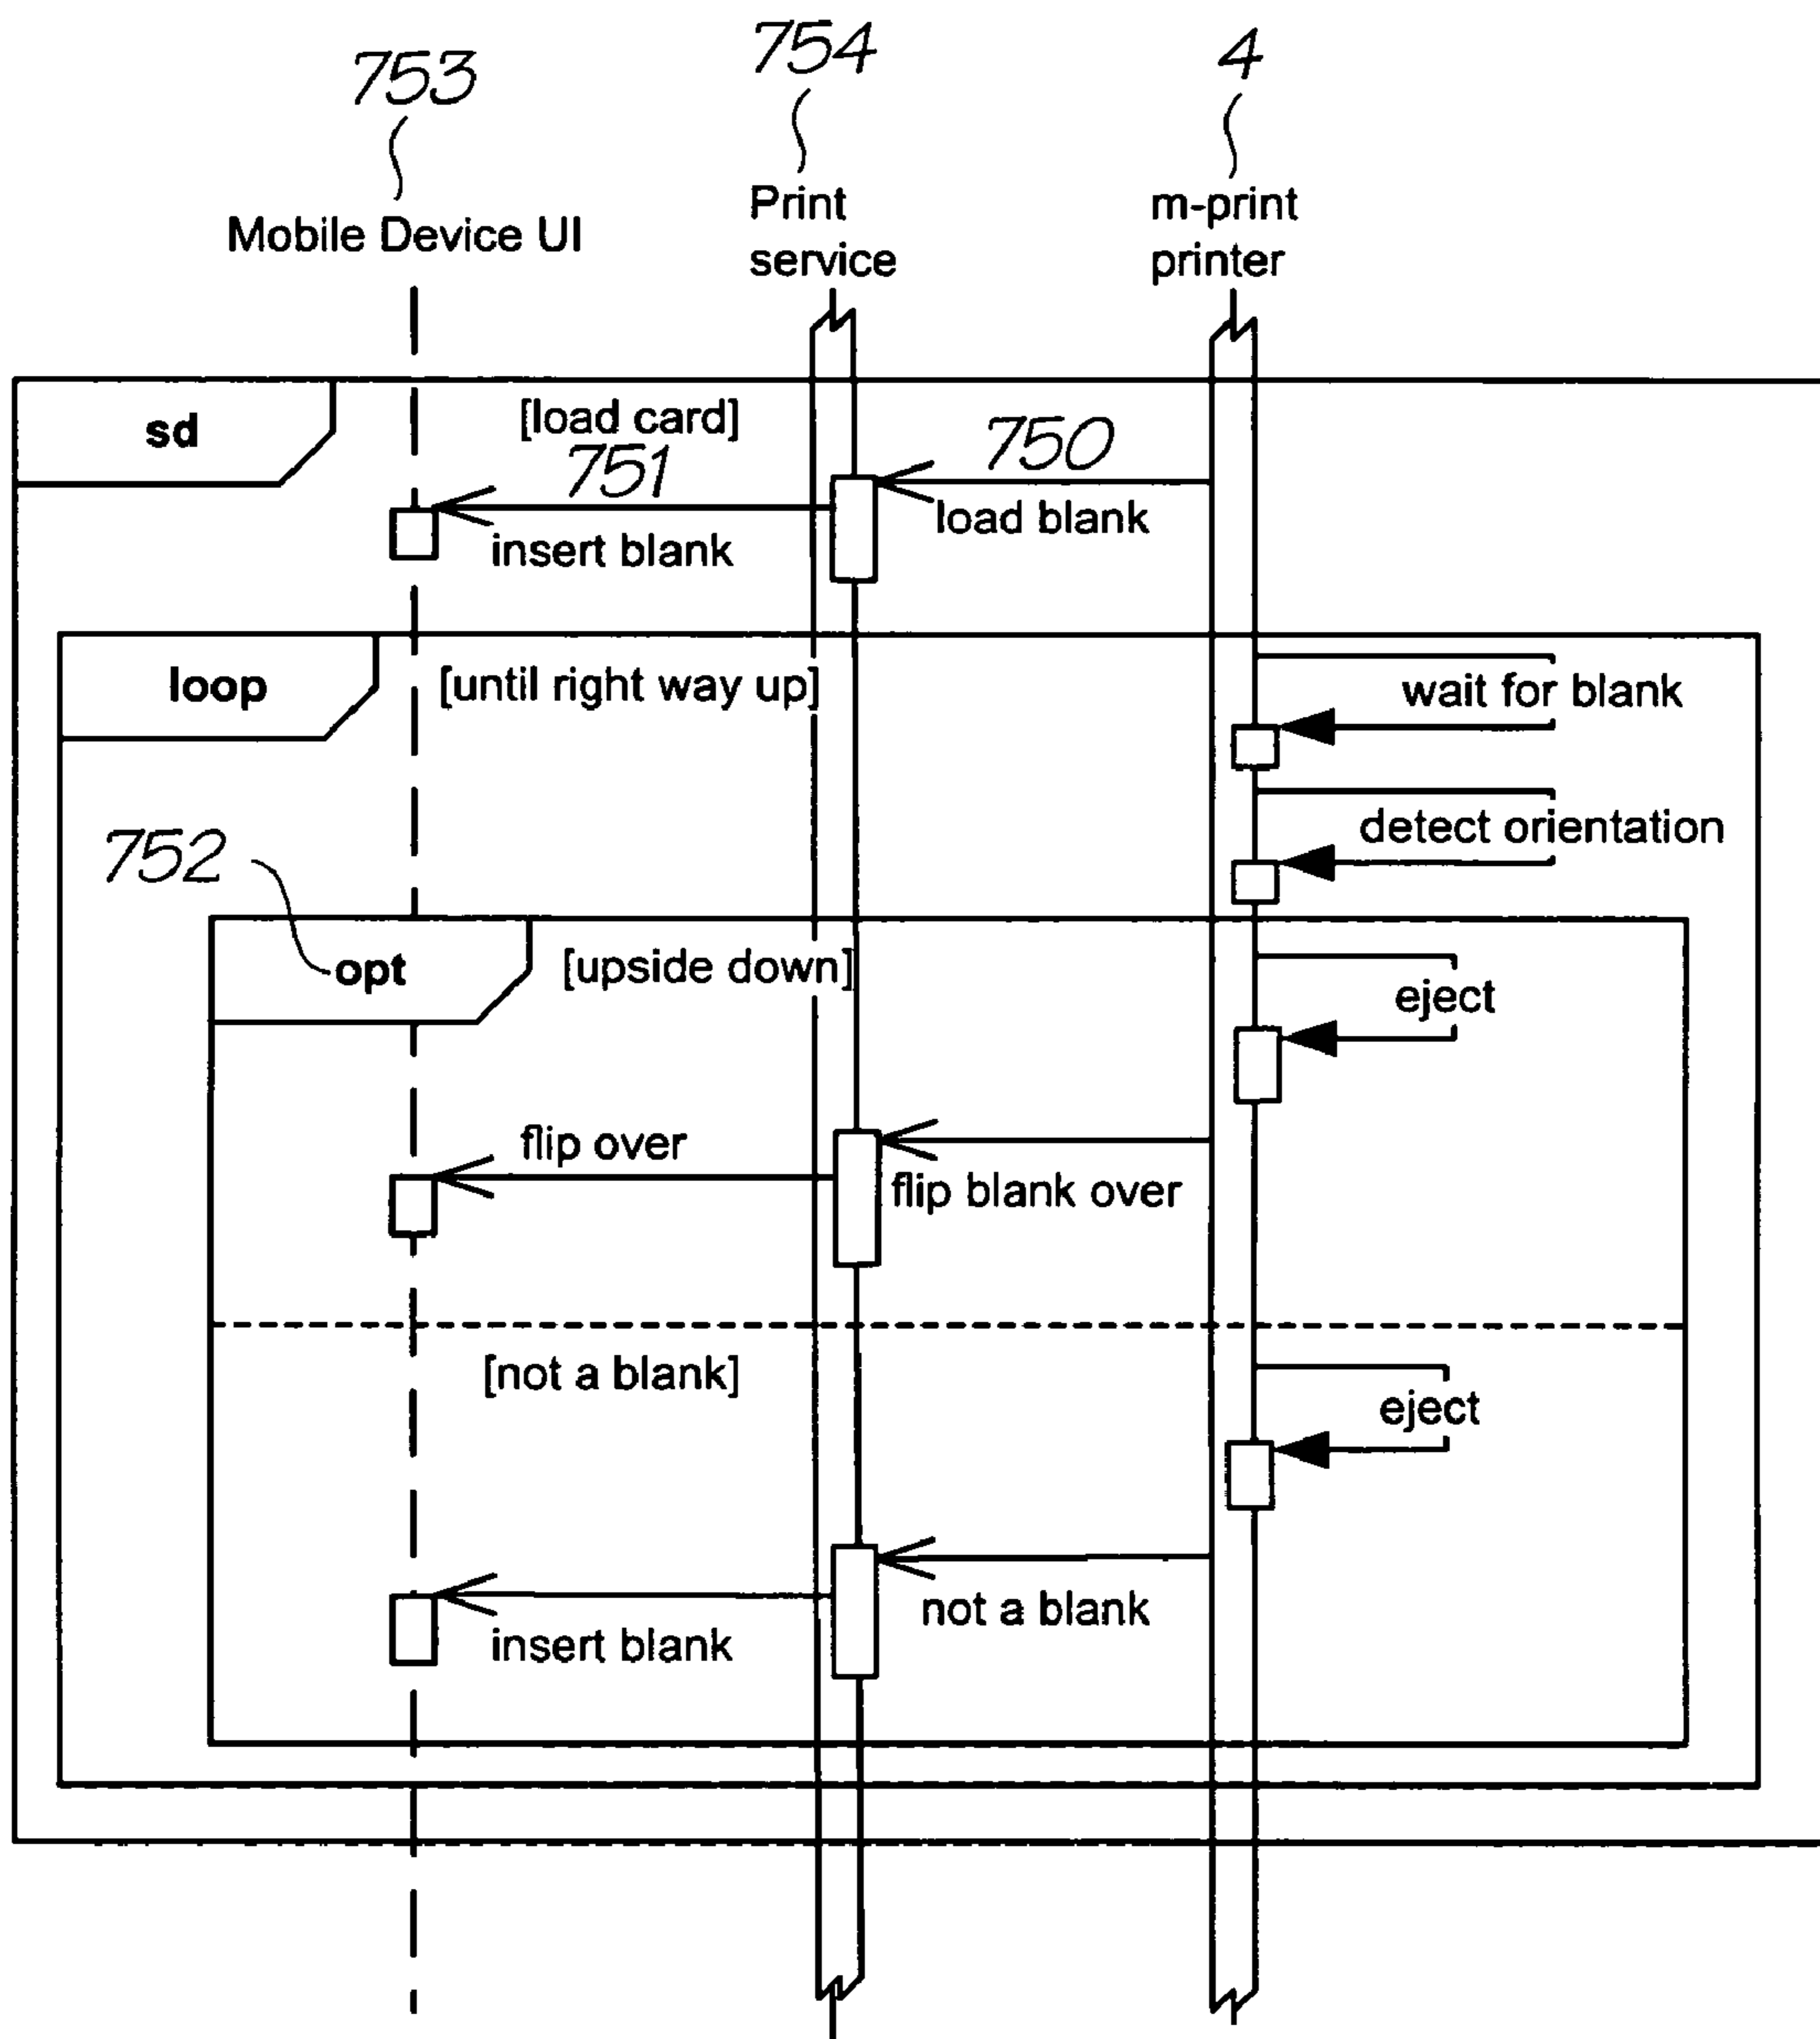 753
754
4
Mobile Device UI
Print
service
m-print
printer
sd
[load card]
751
750
insert blank
load blank
loop
[until right way up]
wait for blank
detect orientation
752
opt
[upside down]
eject
flip over
flip blank over
[not a blank]
eject
not a blank
insert blank